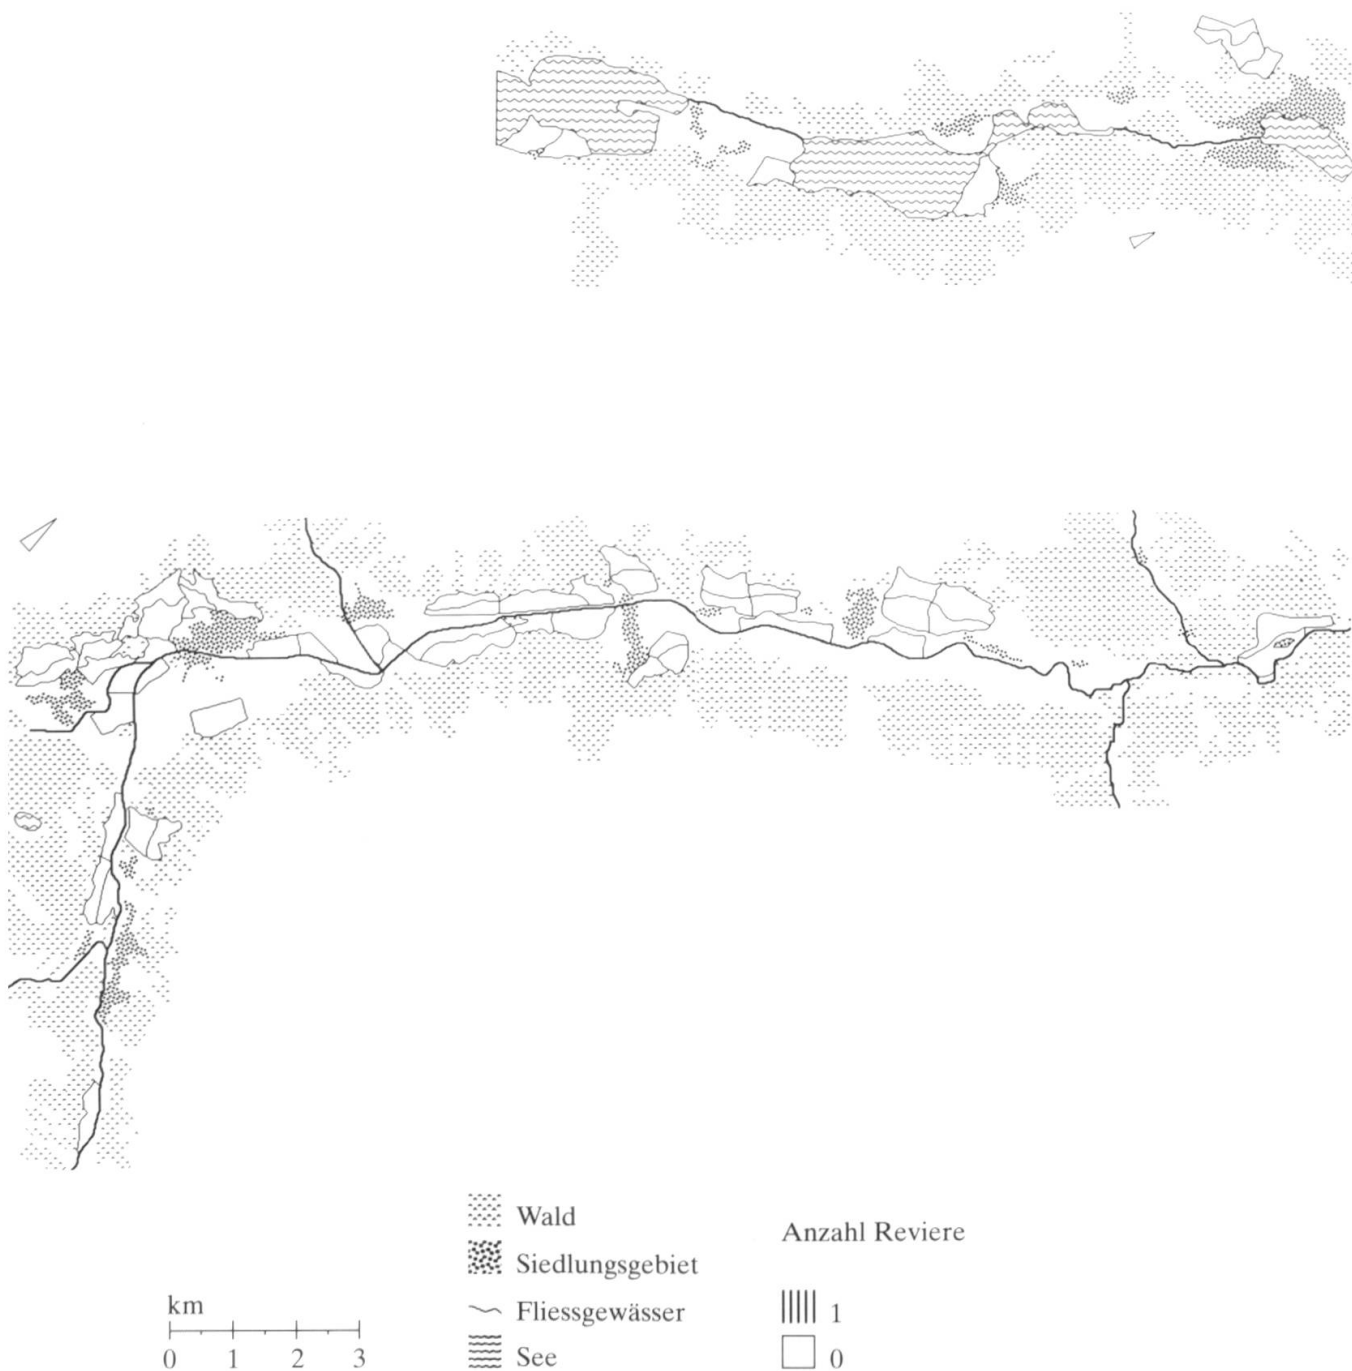 Wald
Siedlungsgebiet
Fliessgewässer
See
Anzahl Reviere
1
0
km
0 1 2 3